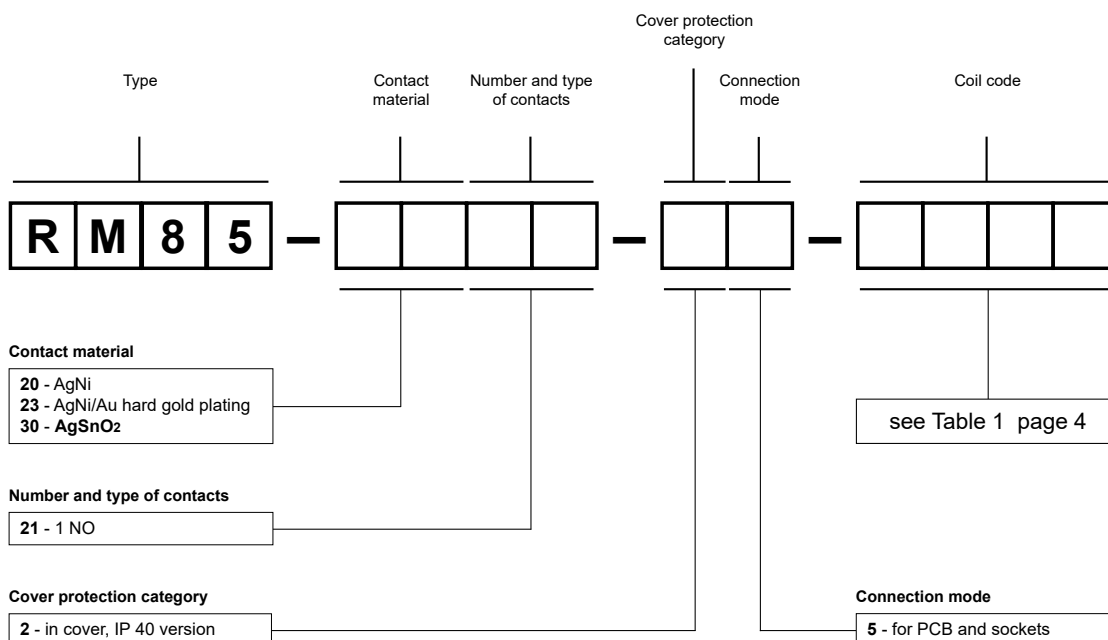 Cover protection
category
Type
Contact
material
Number and type
of contacts
Connection
mode
Coil code
R M 8 5 – – –
Contact material
20 - AgNi
23 - AgNi/Au hard gold plating
30 - AgSnO2
see Table 1 page 4
Number and type of contacts
21 - 1 NO
Cover protection category
2 - in cover, IP 40 version
Connection mode
5 - for PCB and sockets